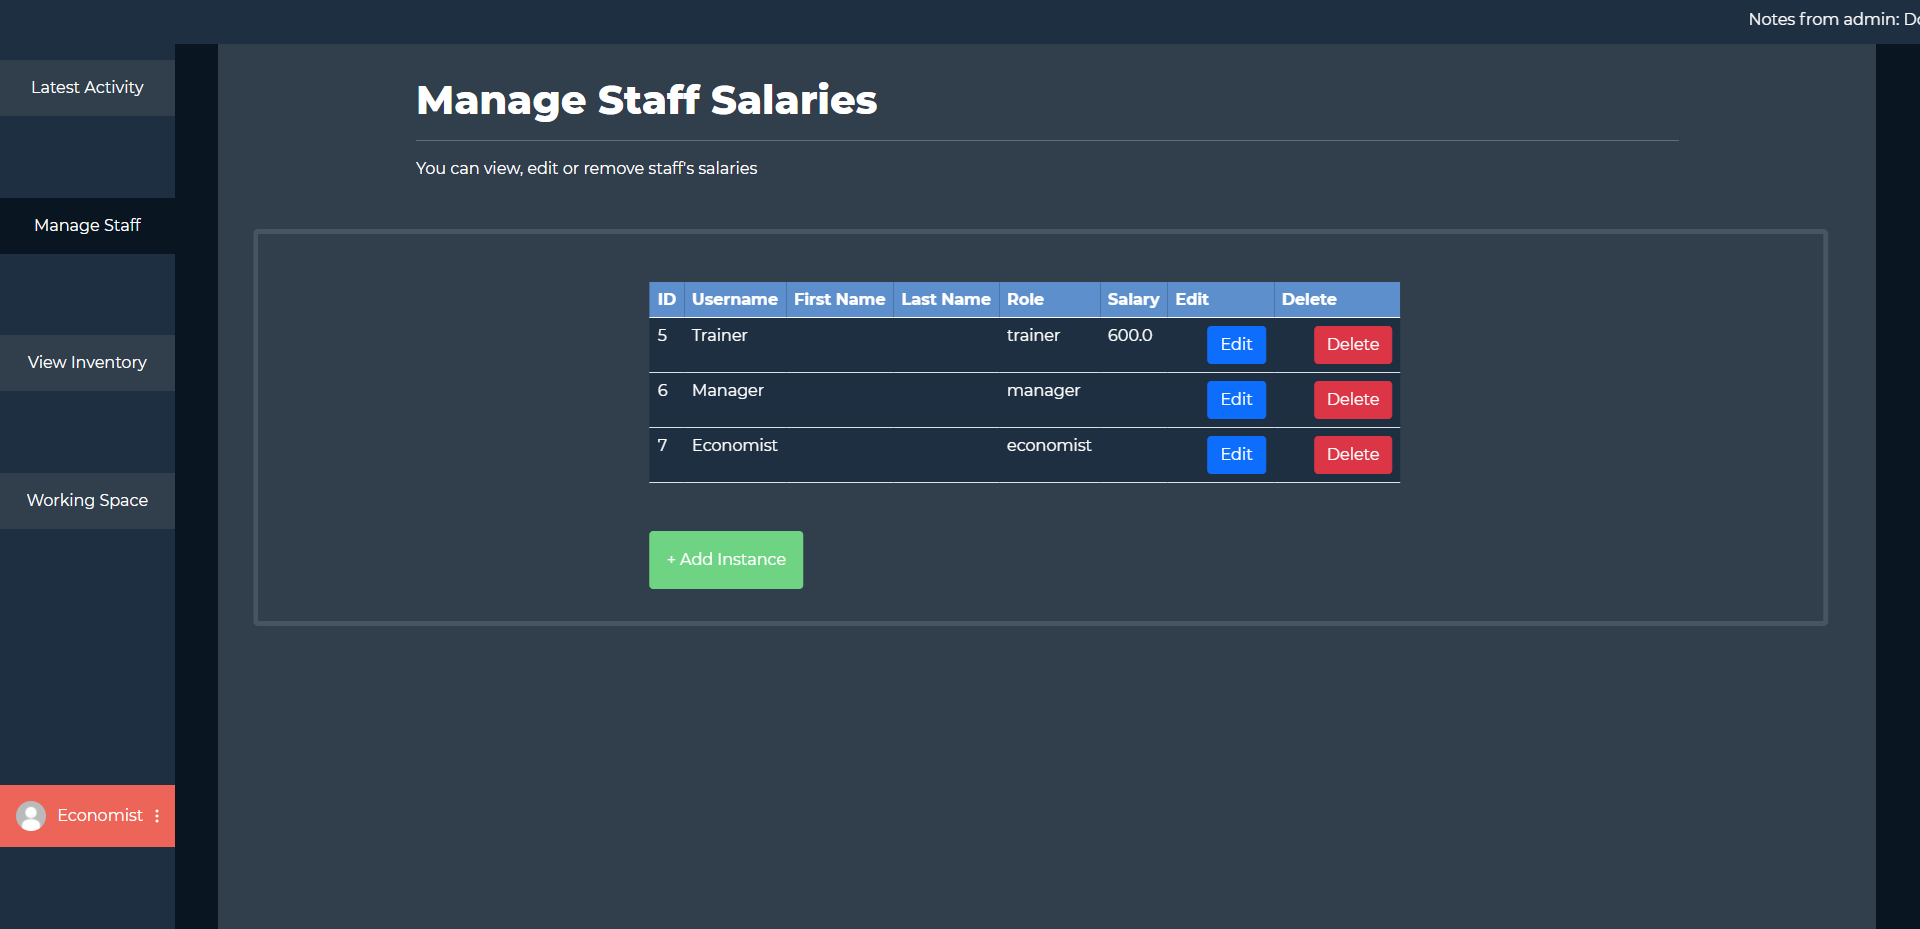 Notes from admin:
Latest Activity
Manage Staff
View Inventory
Working Space
Economist
Manage Staff Salaries
You can view, edit or remove staff's salaries
ID Username First Name Last Name Role Salary Edit Delete
5 Trainer trainer 600.0 Edit Delete
6 Manager manager Edit Delete
7 Economist economist Edit Delete
+ Add Instance